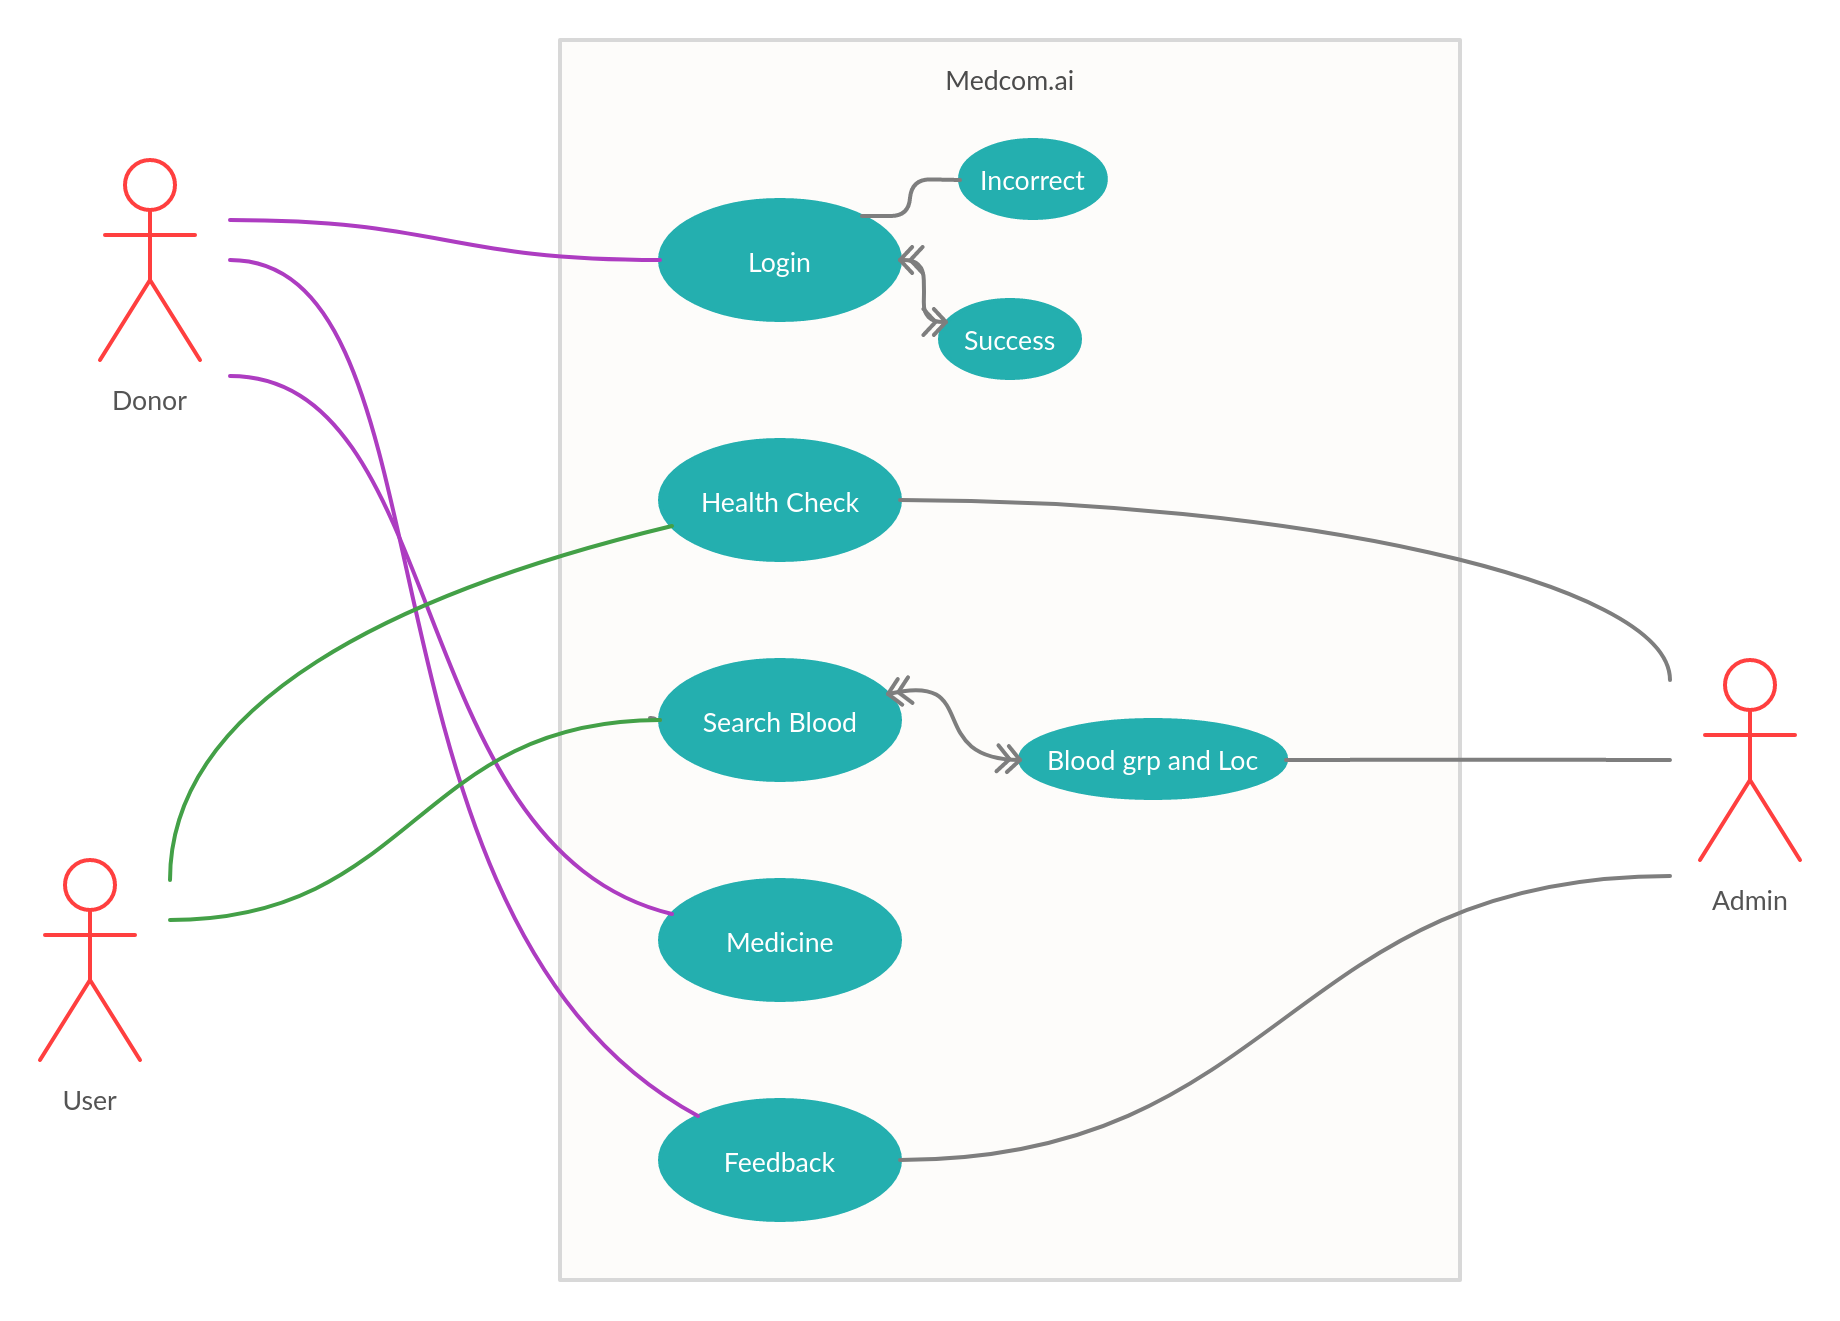 Medcom.ai
Incorrect
Login
Success
Donor
Health Check
Search Blood
Blood grp and Loc
Admin
Medicine
User
Feedback